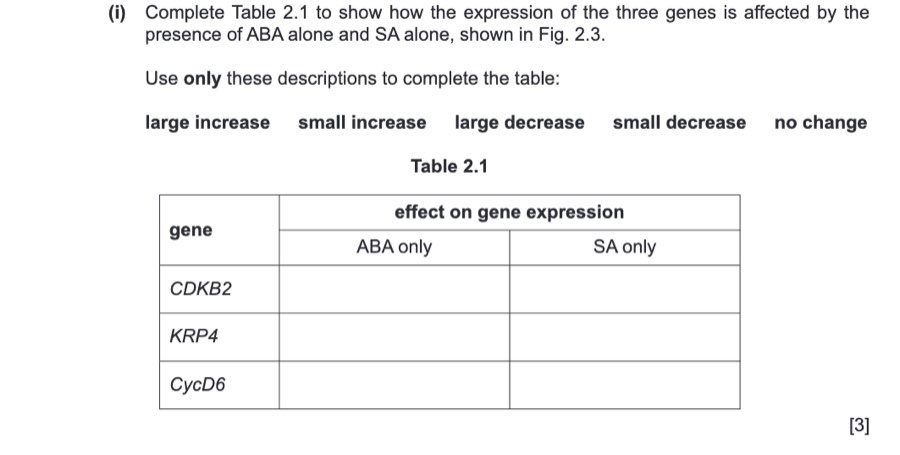 (i) Complete Table 2.1 to show how the expression of the three genes is affected by the
presence of ABA alone and SA alone, shown in Fig. 2.3.
Use only these descriptions to complete the table:
large increase small increase large decrease small decrease no change
Table 2.1
gene
effect on gene expression
ABA only SA only
CDKB2
KRP4
CycD6
[3]